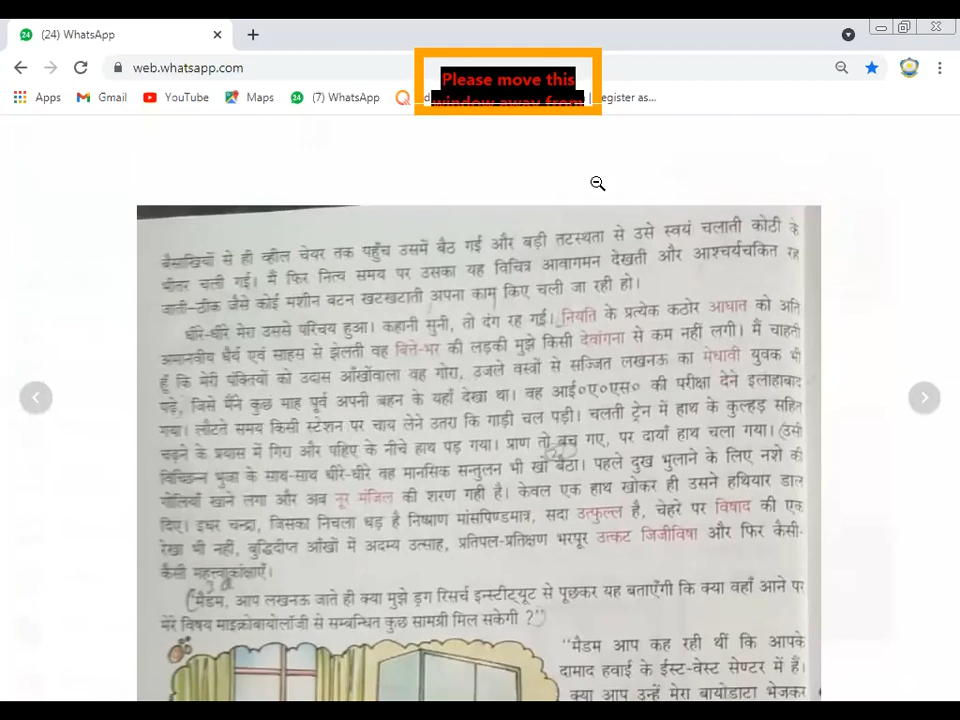 (24) WhatsApp
web.whatsapp.com
Please move this
window away from
Apps Gmail YouTube Maps (7) WhatsApp egister as...
बैसाखियों से ही व्हील चेयर तक पहुँच उसमें बैठ गई और बड़ी तटस्थता से उसे स्वयं चलाती कोठी के
भीतर चली गई। मैं फिर नित्य समय पर उसका यह विचित्र आवागमन देखती और आश्चर्यचकित रह
जाती-ठीक जैसे कोई मशीन बटन खटखटाती अपना काम किए चली जा रही हो।
धीरे-धीरे मेरा उससे परिचय हुआ। कहानी सुनी, तो दंग रह गई। नियति के प्रत्येक कठोर आघात को अति
अमानवीय धैर्य एवं साहस से झेलती वह बित्ते-भर की लड़की मुझे किसी देवांगना से कम नहीं लगी। मैं चाहती
हूँ कि मेरी पंक्तियों को उदास आँखोंवाला वह गोरा, उजले वस्त्रों से सज्जित लखनऊ का मेधावी युवक भी
पढ़े, जिसे मैंने कुछ माह पूर्व अपनी बहन के यहाँ देखा था। वह आई०ए०एस० की परीक्षा देने इलाहाबाद
गया। लौटते समय किसी स्टेशन पर चाय लेने उतरा कि गाड़ी चल पड़ी। चलती ट्रेन में हाथ के कुल्हड़ सहित
चढ़ने के प्रयास में गिरा और पहिए के नीचे हाथ पड़ गया। प्राण तो बच गए, पर दायाँ हाथ चला गया। (उसी
विच्छिन्न भुजा के साथ-साथ धीरे-धीरे वह मानसिक सन्तुलन भी खो बैठा। पहले दुख भुलाने के लिए नशे की
गोलियाँ खाने लगा और अब नूर मंजिल की शरण गही है। केवल एक हाथ खोकर ही उसने हथियार डाल
दिए। इधर चन्द्रा, जिसका निचला धड़ है निष्प्राण मांसपिण्डमात्र, सदा उत्फुल्ल है, चेहरे पर विषाद की एक
रेखा भी नहीं, बुद्धिदीप्त आँखों में अदम्य उत्साह, प्रतिपल-प्रतिक्षण भरपूर उत्कट जिजीविषा और फिर कैसी-
कैसी महत्त्वाकांक्षाएँ।
(''मैडम, आप लखनऊ जाते ही क्या मुझे ड्रग रिसर्च इन्स्टीट्यूट से पूछकर यह बताएँगी कि क्या वहाँ आने पर
मेरे विषय माइक्रोबायोलॉजी से सम्बन्धित कुछ सामग्री मिल सकेगी ?'')
''मैडम आप कह रही थीं कि आपके
दामाद हवाई के ईस्ट-वेस्ट सेण्टर में हैं।
क्या आप उन्हें मेरा बायोडाटा भेजकर